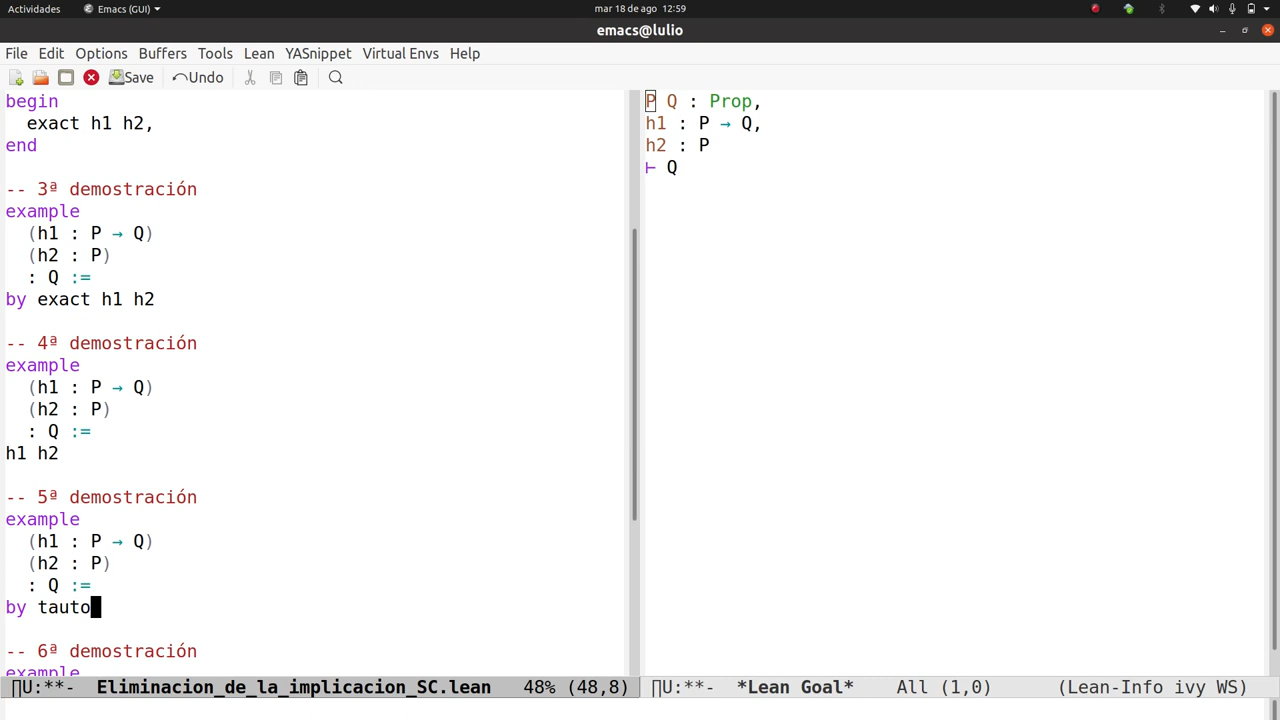 Actividades Emacs (GUI) mar 18 de ago 12:59
emacs@lulio
File Edit Options Buffers Tools Lean YASnippet Virtual Envs Help
Save Undo
begin
exact h1 h2,
end
-- 3ª demostración
example
(h1 : P → Q)
(h2 : P)
: Q :=
by exact h1 h2
-- 4ª demostración
example
(h1 : P → Q)
(h2 : P)
: Q :=
h1 h2
-- 5ª demostración
example
(h1 : P → Q)
(h2 : P)
: Q :=
by tauto
-- 6ª demostración
example
∏U:**- Eliminacion_de_la_implicacion_SC.lean 48% (48,8)
P Q : Prop,
h1 : P → Q,
h2 : P
⊢ Q
∏U:**- *Lean Goal* All (1,0) (Lean-Info ivy WS)